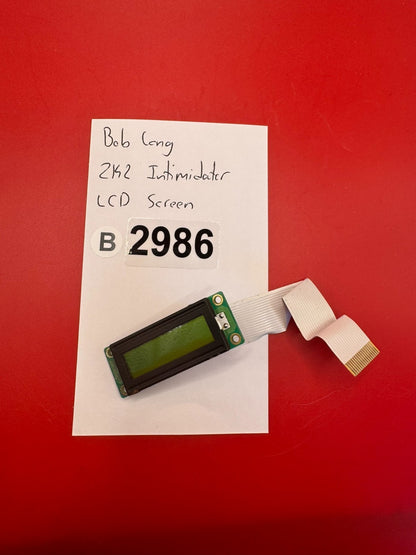 Bob Long
2K2 Intimidator
LCD Screen
B 2986